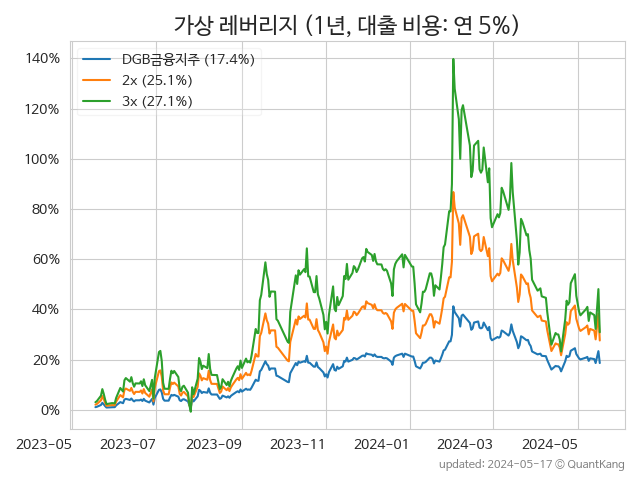 가상 레버리지 (1년, 대출 비용: 연 5%)
DGB금융지주 (17.4%)
2x (25.1%)
3x (27.1%)
140%
120%
100%
80%
60%
40%
20%
0%
2023-05 2023-07 2023-09 2023-11 2024-01 2024-03 2024-05
updated: 2024-05-17 © QuantKang